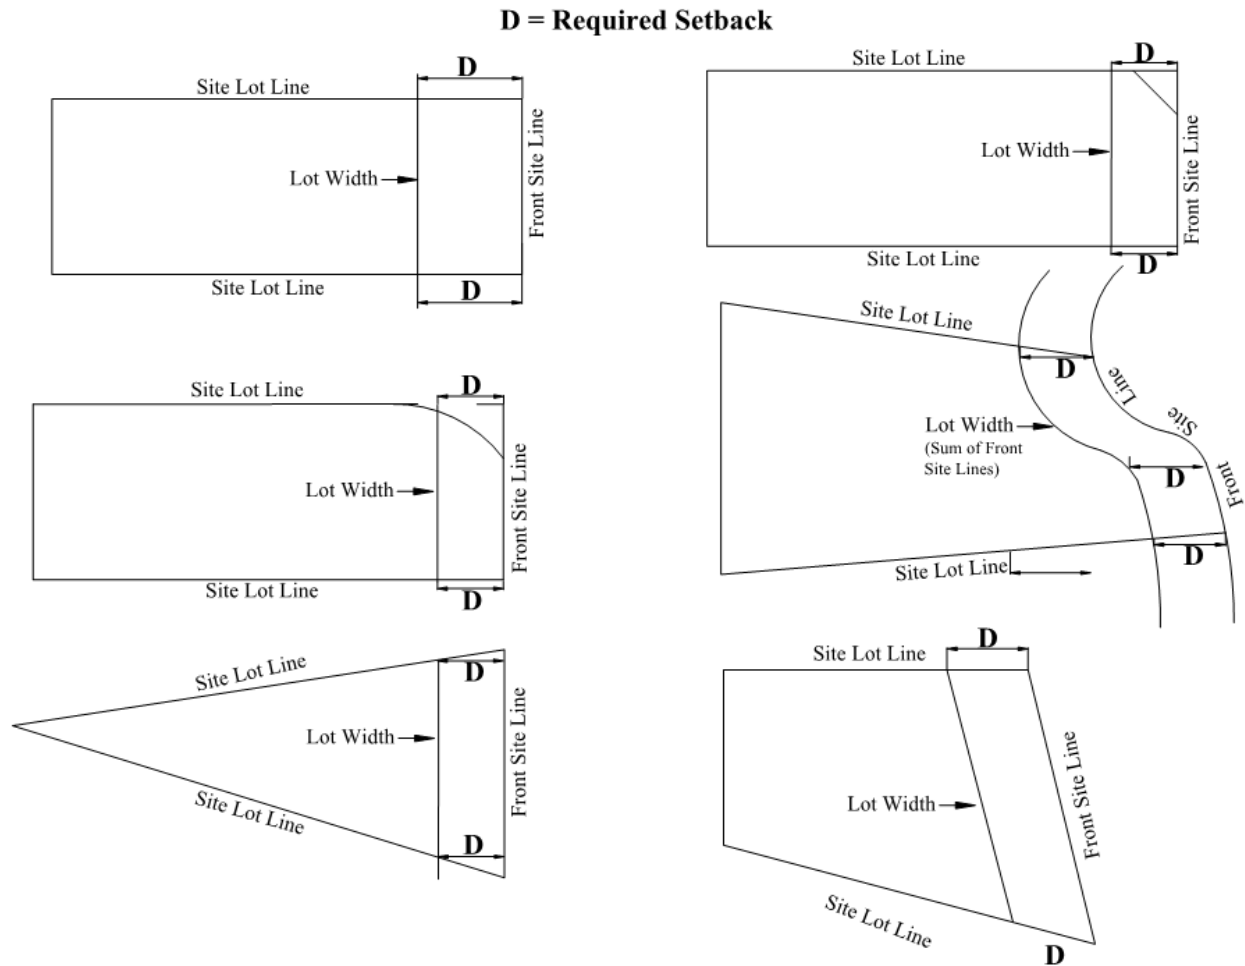 D = Required Setback
D
Site Lot Line
Lot Width
Front Site Line
Site Lot Line
D
D
Site Lot Line
Lot Width
Front Site Line
Site Lot Line
D
D
Site Lot Line
Lot Width
Front Site Line
Site Lot Line
D
Site Lot Line
D
Line
Site
Front
Lot Width
(Sum of Front
Site Lines)
D
D
Site Lot Line
Site Lot Line
D
Lot Width
Front Site Line
D
Site Lot Line
D
Site Lot Line
Lot Width
Front Site Line
Site Lot Line
D